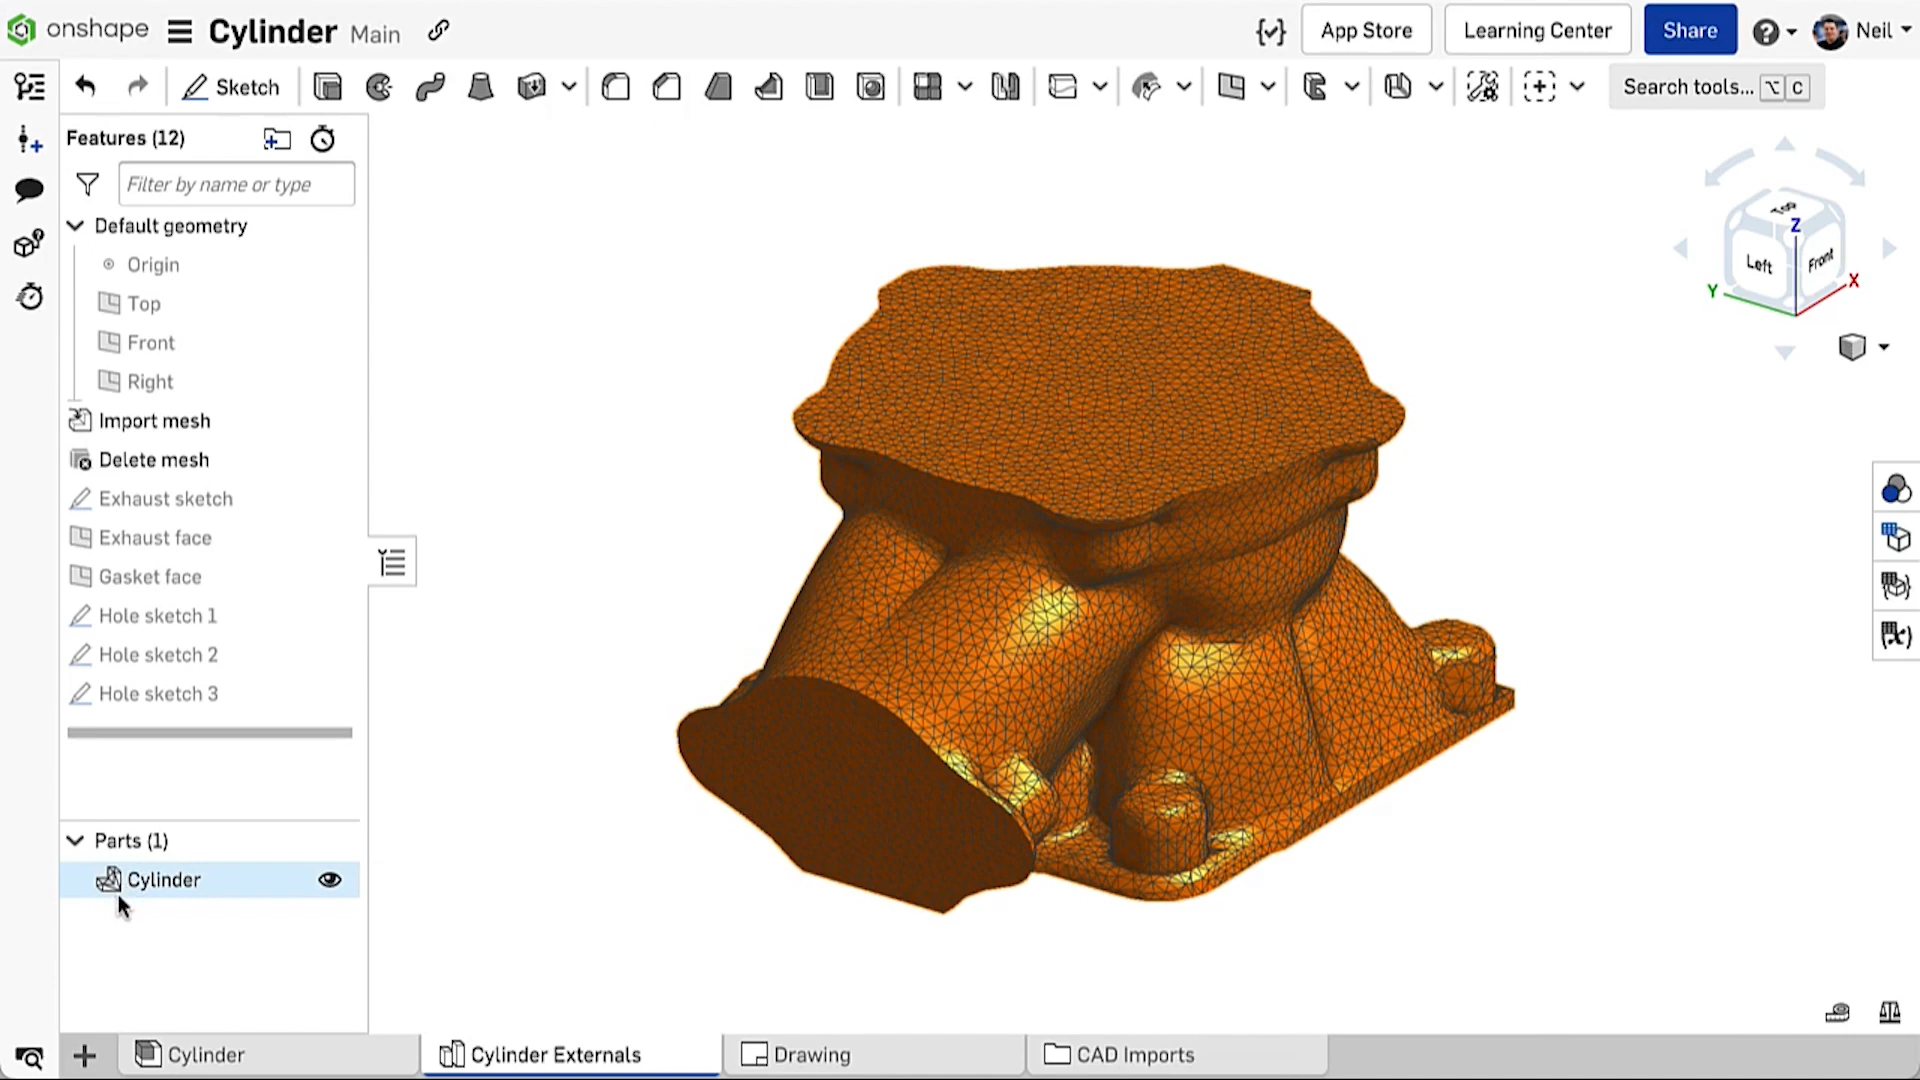 onshape Cylinder Main App Store Learning Center Share Neil
Sketch Search tools... ⌥ C
Features (12)
Filter by name or type
Default geometry
Origin
Top
Front
Right
Import mesh
Delete mesh
Exhaust sketch
Exhaust face
Gasket face
Hole sketch 1
Hole sketch 2
Hole sketch 3
Parts (1)
Cylinder
Top
Z
Left Front
Y X
Cylinder Cylinder Externals Drawing CAD Imports